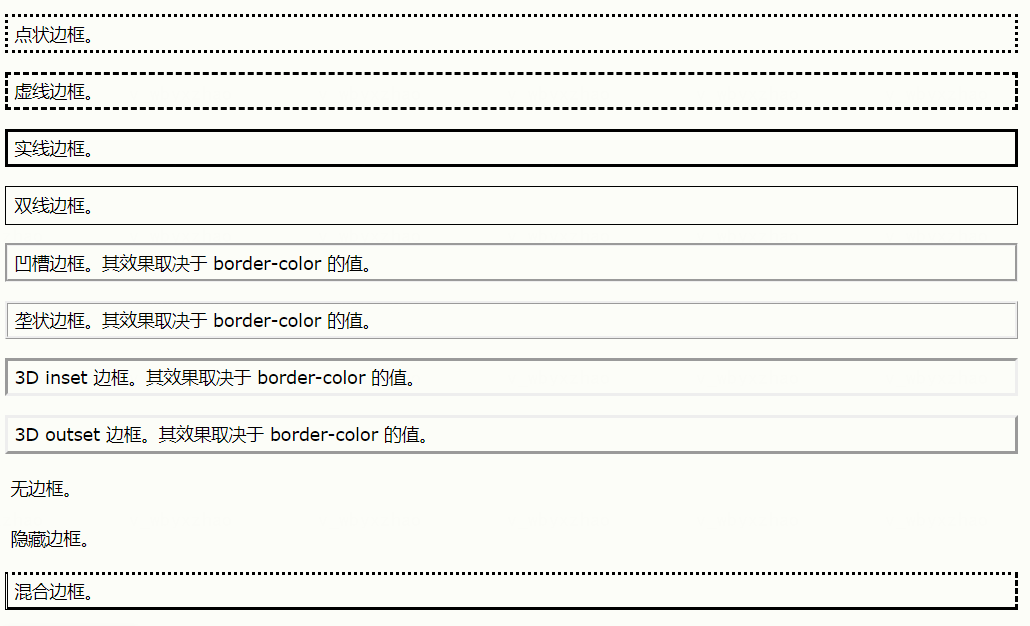 点状边框。
虚线边框。
实线边框。
双线边框。
凹槽边框。其效果取决于 border-color 的值。
垄状边框。其效果取决于 border-color 的值。
3D inset 边框。其效果取决于 border-color 的值。
3D outset 边框。其效果取决于 border-color 的值。
无边框。
隐藏边框。
混合边框。